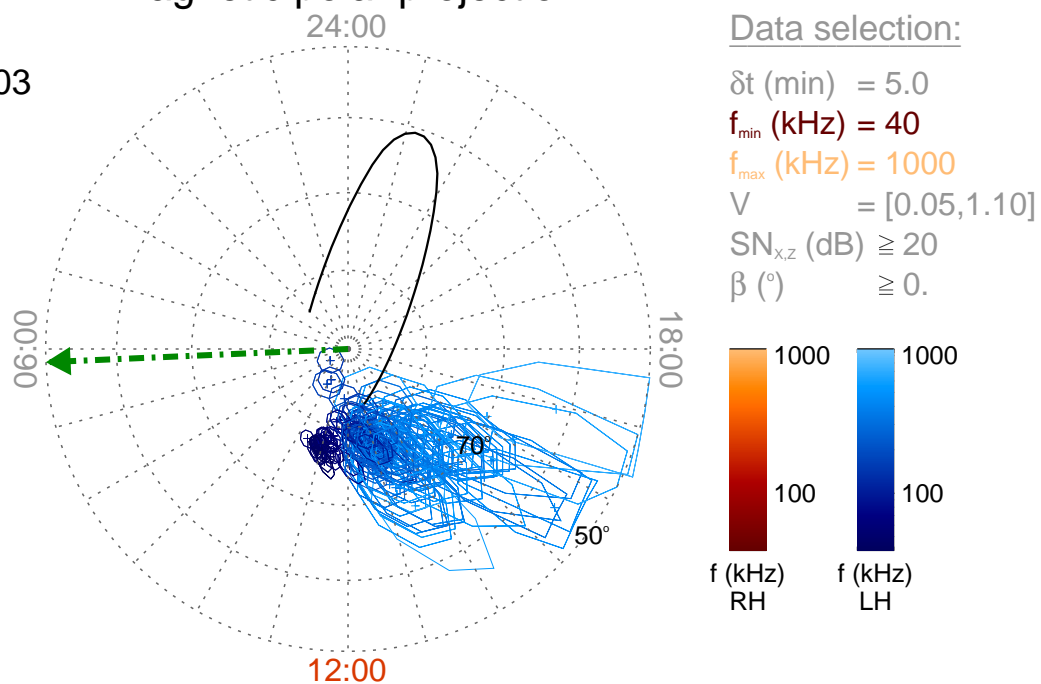 24:00
03
06:00
18:00
12:00
70°
50°
Data selection:
δt (min) = 5.0
fmin (kHz) = 40
fmax (kHz) = 1000
V = [0.05,1.10]
SNx,z (dB) ≧ 20
β (°) ≧ 0.
1000 1000
100 100
f (kHz) f (kHz)
RH LH